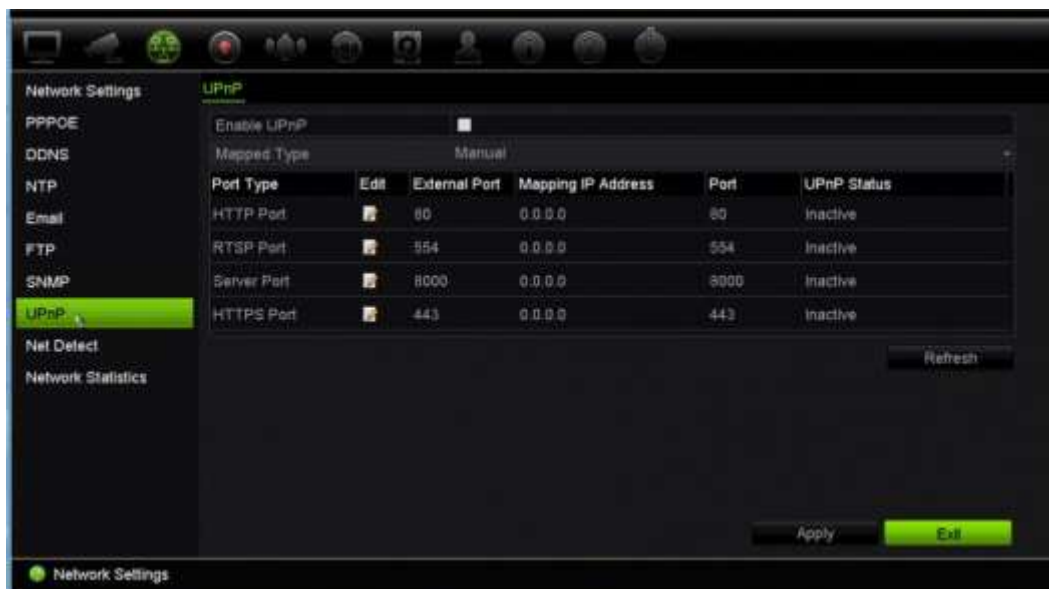 Network Settings
PPPOE
DDNS
NTP
Email
FTP
SNMP
UPnP
Net Detect
Network Statistics
UPnP
Enable UPnP
Mapped Type Manual
Port Type Edit External Port Mapping IP Address Port UPnP Status
HTTP Port 80 0.0.0.0 80 Inactive
RTSP Port 554 0.0.0.0 554 Inactive
Server Port 8000 0.0.0.0 8000 Inactive
HTTPS Port 443 0.0.0.0 443 Inactive
Refresh
Apply Exit
Network Settings